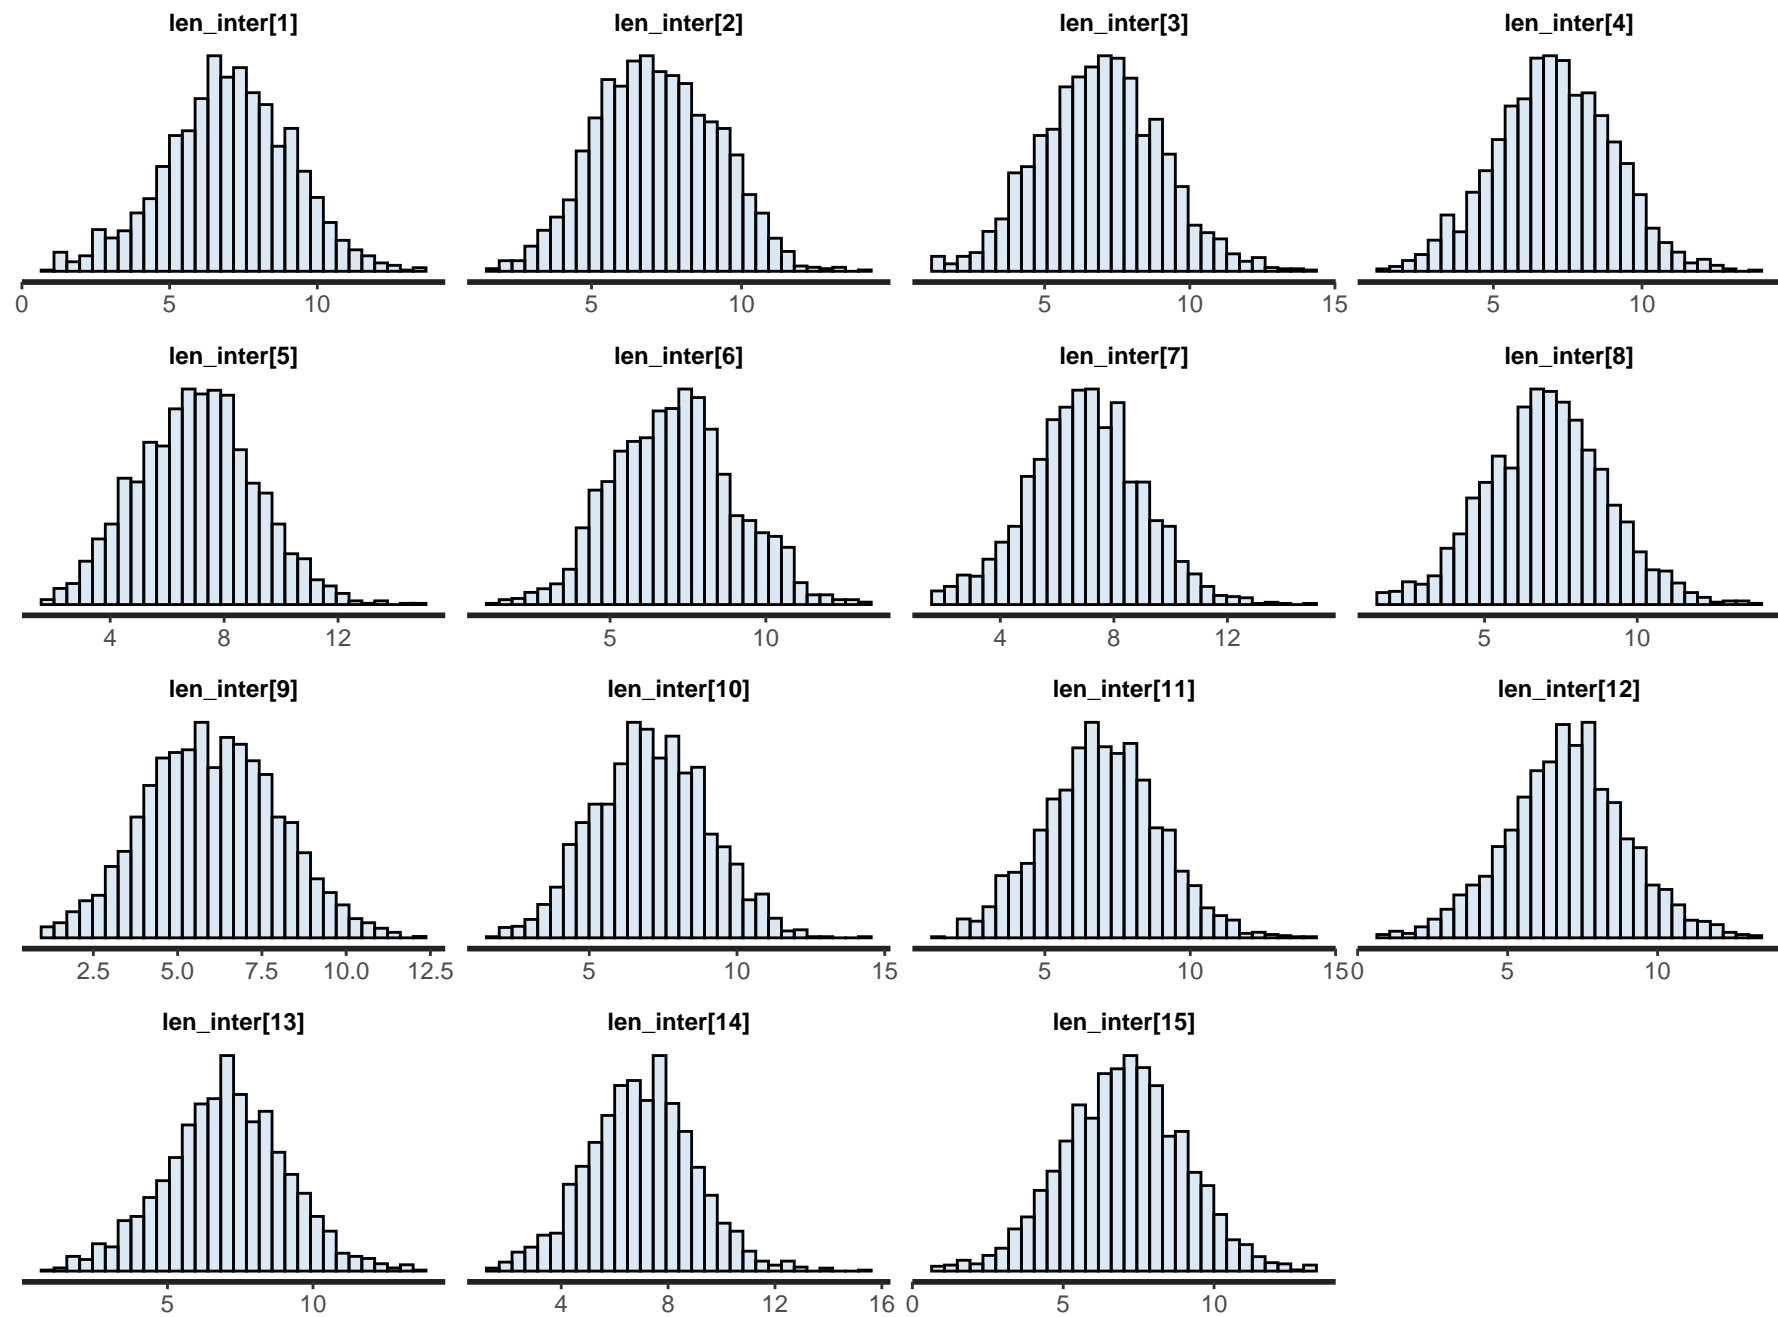 len_inter[1] len_inter[2] len_inter[3] len_inter[4]
0 5 10 5 10 5 10 15 5 10
len_inter[5] len_inter[6] len_inter[7] len_inter[8]
4 8 12 5 10 4 8 12 5 10
len_inter[9] len_inter[10] len_inter[11] len_inter[12]
2.5 5.0 7.5 10.0 12.5 5 10 15 5 10 15 0 5 10
len_inter[13] len_inter[14] len_inter[15]
5 10 4 8 12 16 0 5 10